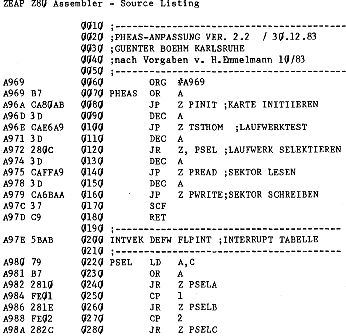 ZEAP Z80 Assembler - Source Listing
0010 ;-----------------------------------
0020 ;PHEAS-ANPASSUNG VER. 2.2 / 30.12.83
0030 ;GUENTER BOEHM KARLSRUHE
0040 ;nach Vorgaben v. H.Emmelmann 10/83
0050 ;-----------------------------------
A969 0060 ORG #A969
A969 B7 0070 PHEAS OR A
A96A CA80AB 0080 JP Z PINIT ;KARTE INITIIEREN
A96D 3D 0090 DEC A
A96E CAE6A9 0100 JP Z TSTHOM ;LAUFWERKTEST
A971 3D 0110 DEC A
A972 280C 0120 JR Z, PSEL ;LAUFWERK SELEKTIEREN
A974 3D 0130 DEC A
A975 CAFFA9 0140 JP Z PREAD ;SEKTOR LESEN
A978 3D 0150 DEC A
A979 CA6BAA 0160 JP Z PWRITE;SEKTOR SCHREIBEN
A97C 37 0170 SCF
A97D C9 0180 RET
0190 ;-----------------------------------
A97E 5BAB 0200 INTVEK DEFW FLPINT ;INTERRUPT TABELLE
0210 ;-----------------------------------
A980 79 0220 PSEL LD A,C
A981 B7 0230 OR A
A982 2810 0240 JR Z PSELA
A984 FE01 0250 CP 1
A986 281E 0260 JR Z PSELB
A988 FE02 0270 CP 2
A98A 282C 0280 JR Z PSELC